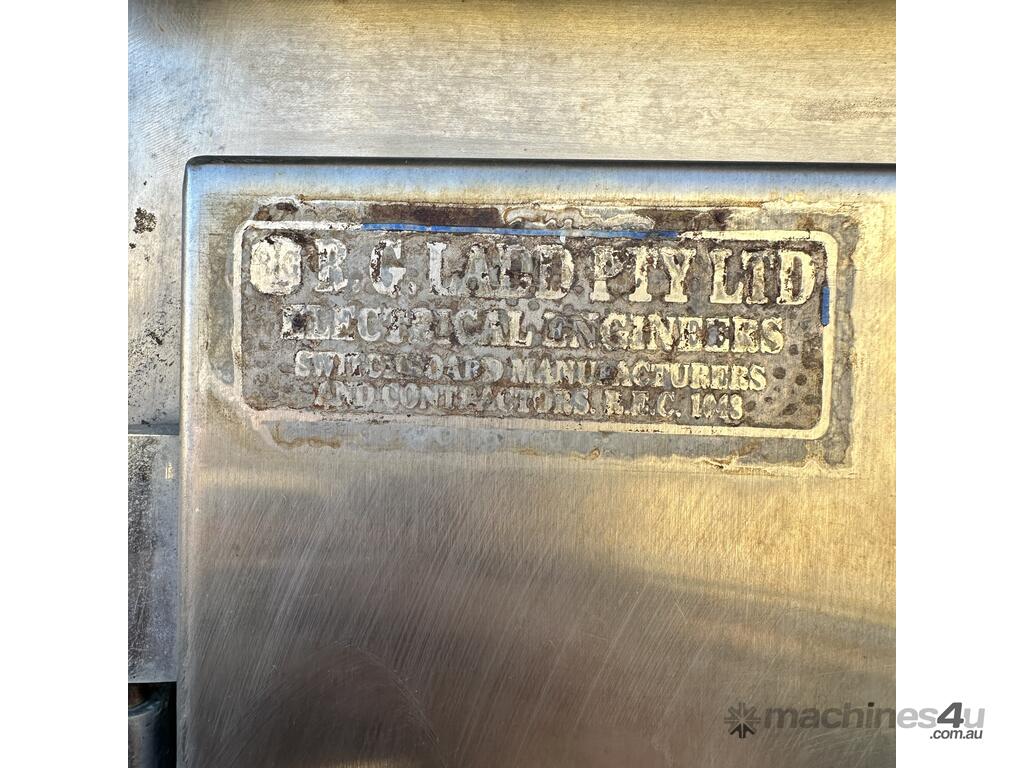 B.G. LADD PTY LTD
ELECTRICAL ENGINEERS
SWITCHBOARD MANUFACTURERS
AND CONTRACTORS. R.E.C. 1048
machines4u
.com.au